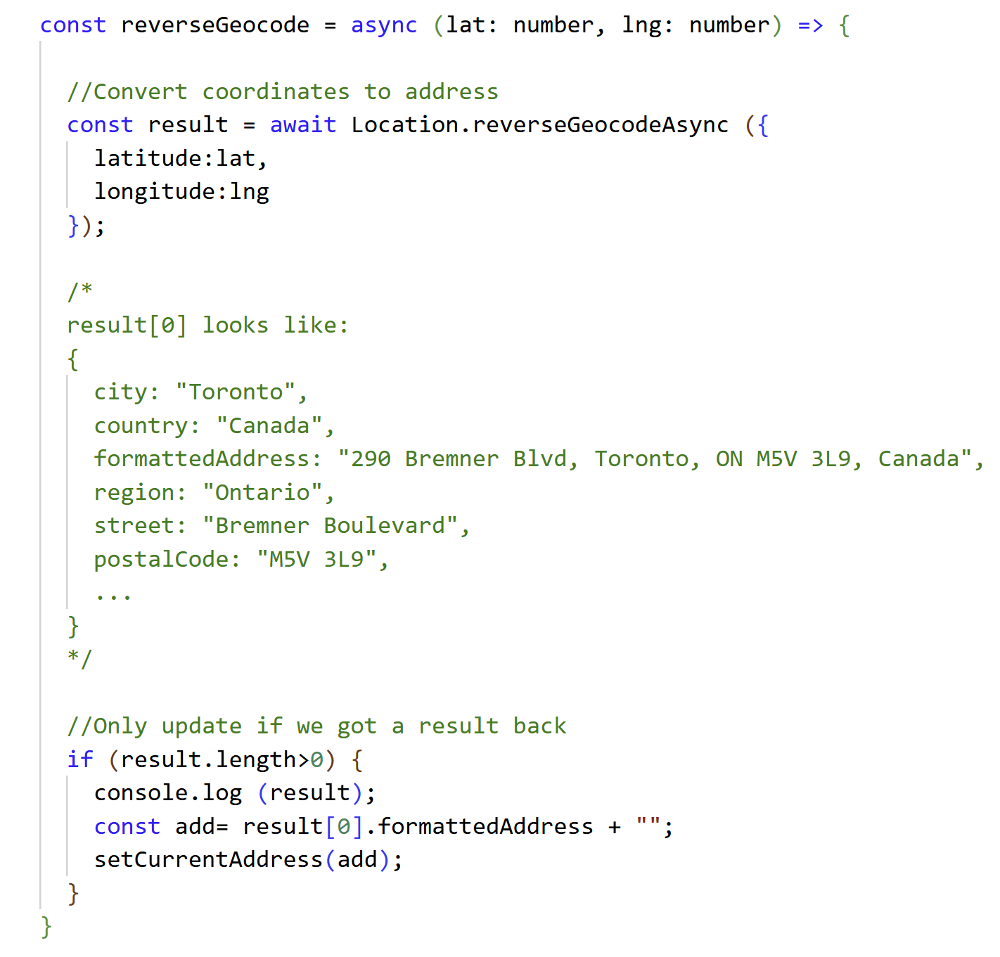 const reverseGeocode = async (lat: number, lng: number) => {
//Convert coordinates to address
const result = await Location.reverseGeocodeAsync ({
latitude:lat,
longitude:lng
});
/*
result[0] looks like:
{
city: "Toronto",
country: "Canada",
formattedAddress: "290 Bremner Blvd, Toronto, ON M5V 3L9, Canada",
region: "Ontario",
street: "Bremner Boulevard",
postalCode: "M5V 3L9",
...
}
*/
//Only update if we got a result back
if (result.length>0) {
console.log (result);
const add= result[0].formattedAddress + "";
setCurrentAddress(add);
}
}